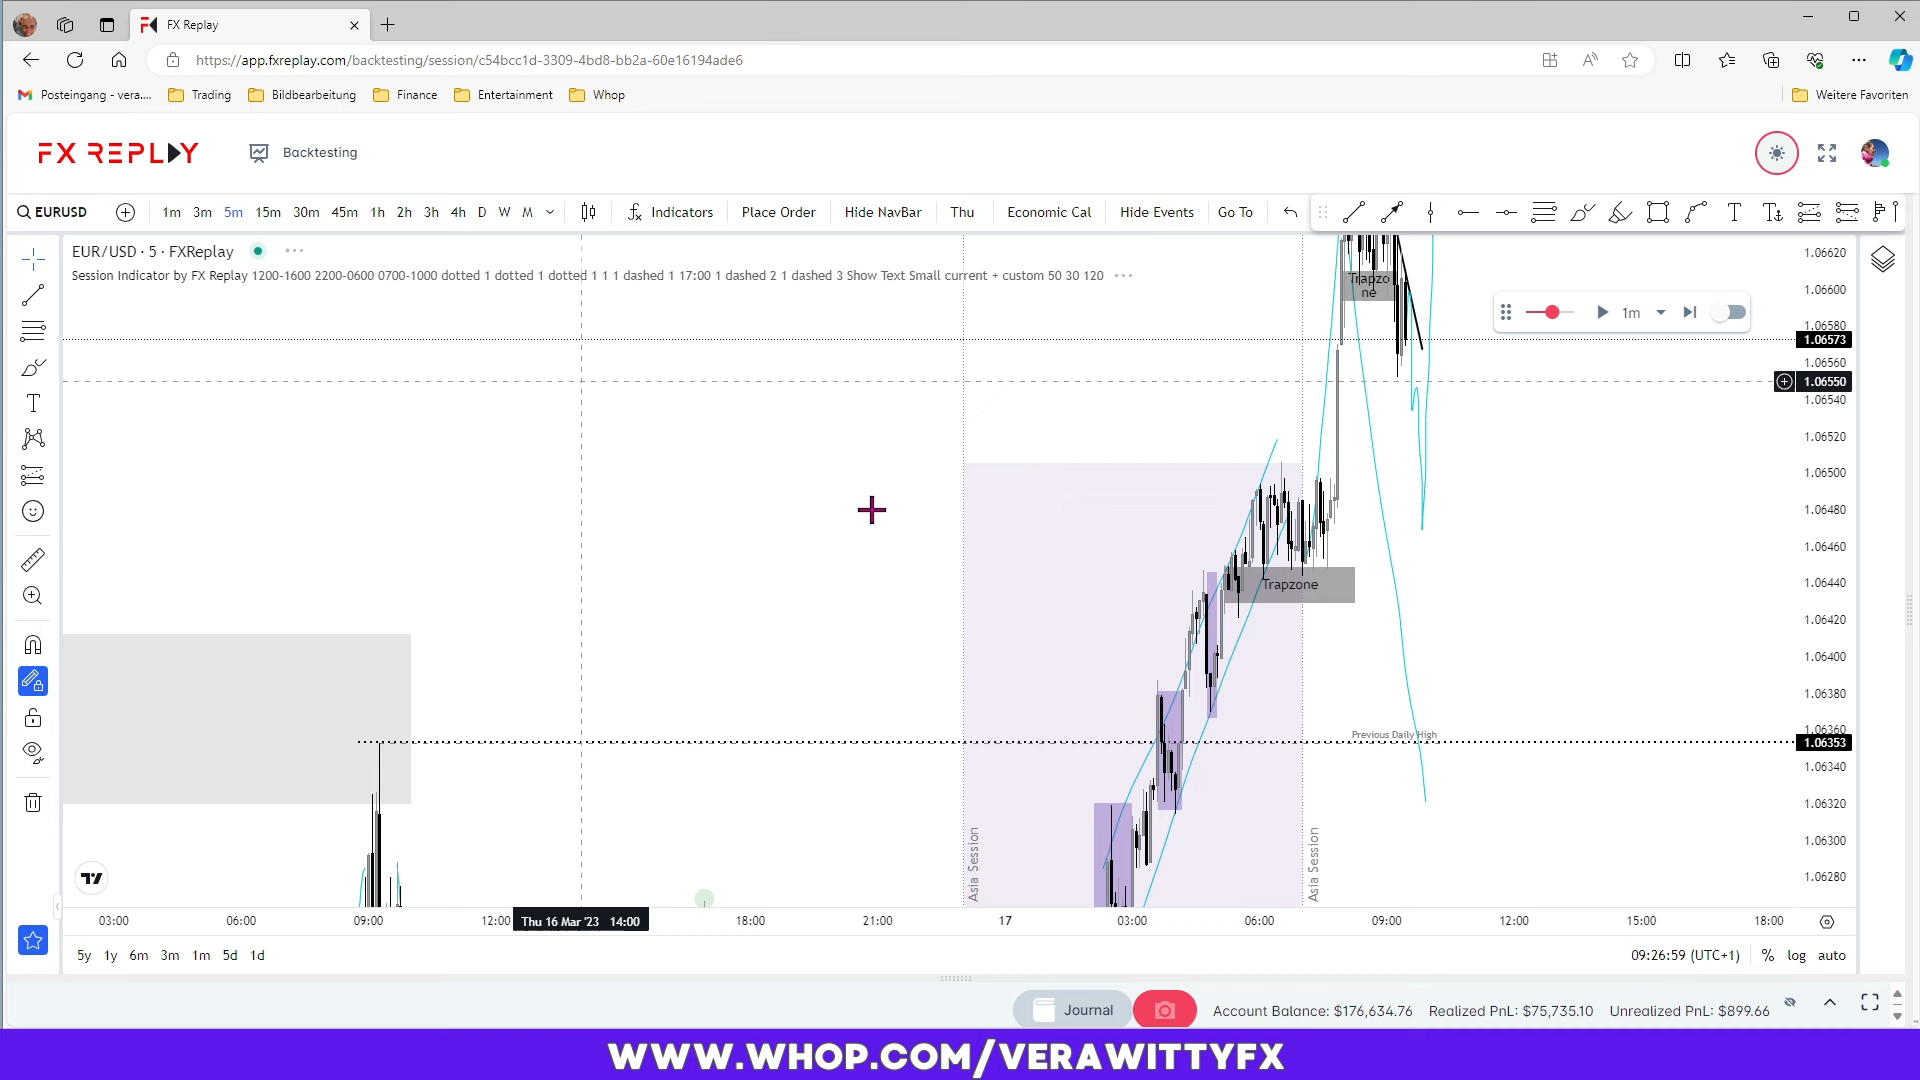 FX Replay
https://app.fxreplay.com/backtesting/session/c54bcc1d-3309-4bd8-bb2a-60e16194ade6
Posteingang - vera.... Trading Bildbearbeitung Finance Entertainment Whop Weitere Favoriten
FX REPLAY Backtesting
EURUSD 1m 3m 5m 15m 30m 45m 1h 2h 3h 4h D W M Indicators Place Order Hide NavBar Thu Economic Cal Hide Events Go To
EUR/USD · 5 · FXReplay
Session Indicator by FX Replay 1200-1600 2200-0600 0700-1000 dotted 1 dotted 1 dotted 1 1 1 dashed 1 17:00 1 dashed 2 1 dashed 3 Show Text Small current + custom 50 30 120
1.06620
Trapzo
ne
1.06600
1m
1.06580
1.06573
1.06560
1.06550
1.06540
1.06520
1.06500
1.06480
1.06460
Trapzone
1.06440
1.06420
1.06400
1.06380
1.06360
Previous Daily High
1.06353
1.06340
1.06320
1.06300
1.06280
Asia Session
Asia Session
03:00 06:00 09:00 12:00 Thu 16 Mar '23 14:00 18:00 21:00 17 03:00 06:00 09:00 12:00 15:00 18:00
5y 1y 6m 3m 1m 5d 1d 09:26:59 (UTC+1) % log auto
Journal Account Balance: $176,634.76 Realized PnL: $75,735.10 Unrealized PnL: $899.66
WWW.WHOP.COM/VERAWITTYFX